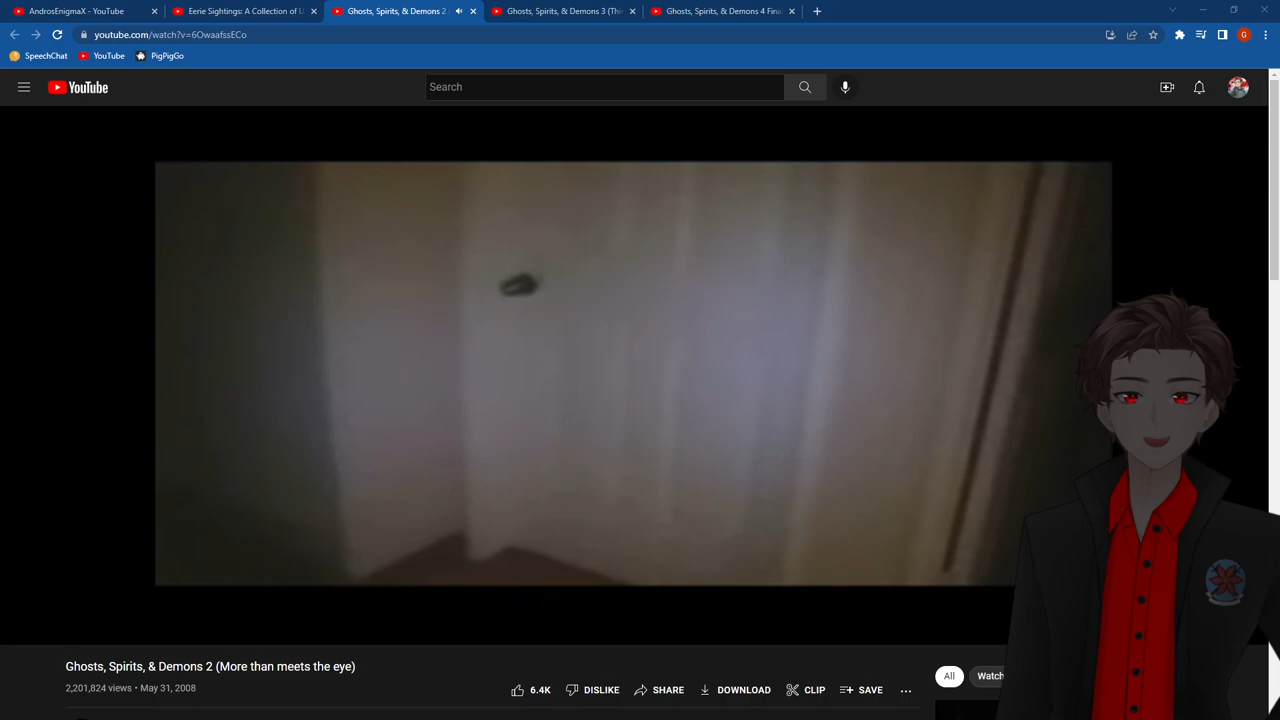 AndrosEnigmaX - YouTube
Eerie Sightings: A Collection of U
Ghosts, Spirits, & Demons 2
Ghosts, Spirits, & Demons 3 (Thi
Ghosts, Spirits, & Demons 4 Final
youtube.com/watch?v=6OwaafssECo
G
SpeechChat
YouTube
PigPigGo
YouTube
Search
Ghosts, Spirits, & Demons 2 (More than meets the eye)
2,201,824 views • May 31, 2008
6.4K
DISLIKE
SHARE
DOWNLOAD
CLIP
SAVE
All
Watch